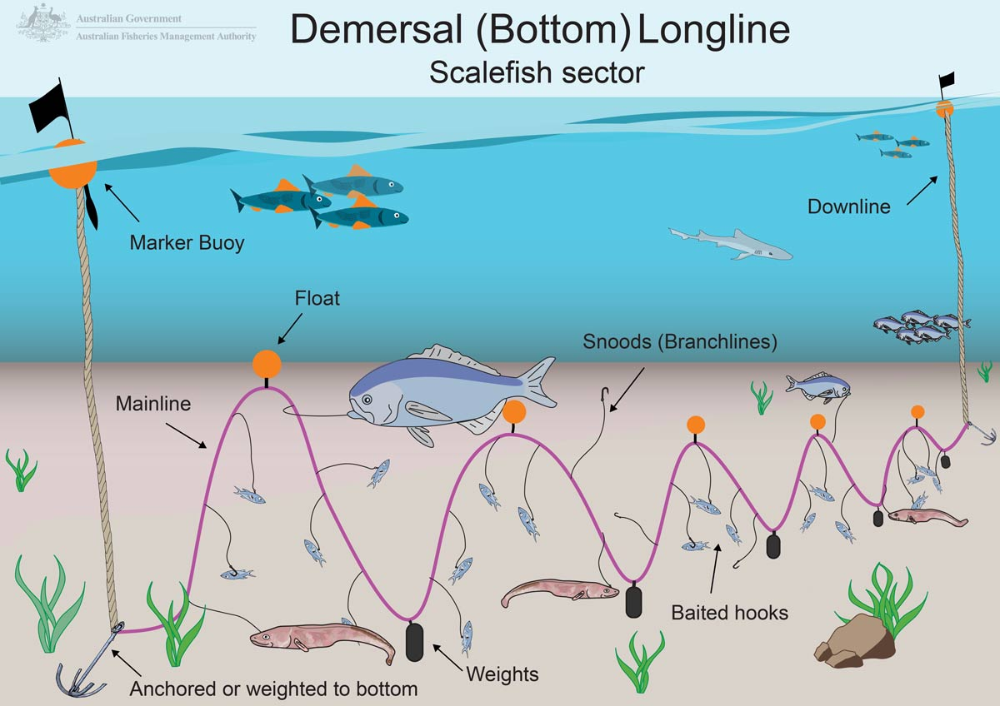 Australian Government
Australian Fisheries Management Authority
Demersal (Bottom) Longline
Scalefish sector
Downline
Marker Buoy
Float
Snoods (Branchlines)
Mainline
Baited hooks
Weights
Anchored or weighted to bottom